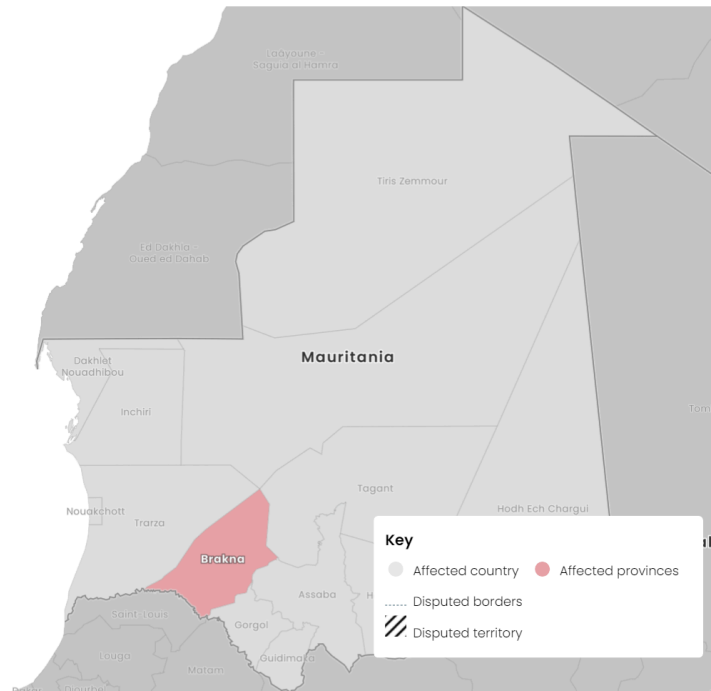 Laâyoune -
Saguia al Hamra
Tiris Zemmour
Ed Dakhla -
Oued ed Dahab
Mauritania
Dakhlet
Nouadhibou
Inchiri
Tagant
Hodh Ech Chargui
Nouakchott
Trarza
Brakna
Assaba
Saint-Louis
Gorgol
Louga
Guidimaka
Matam
Key
Affected country
Affected provinces
Disputed borders
Disputed territory